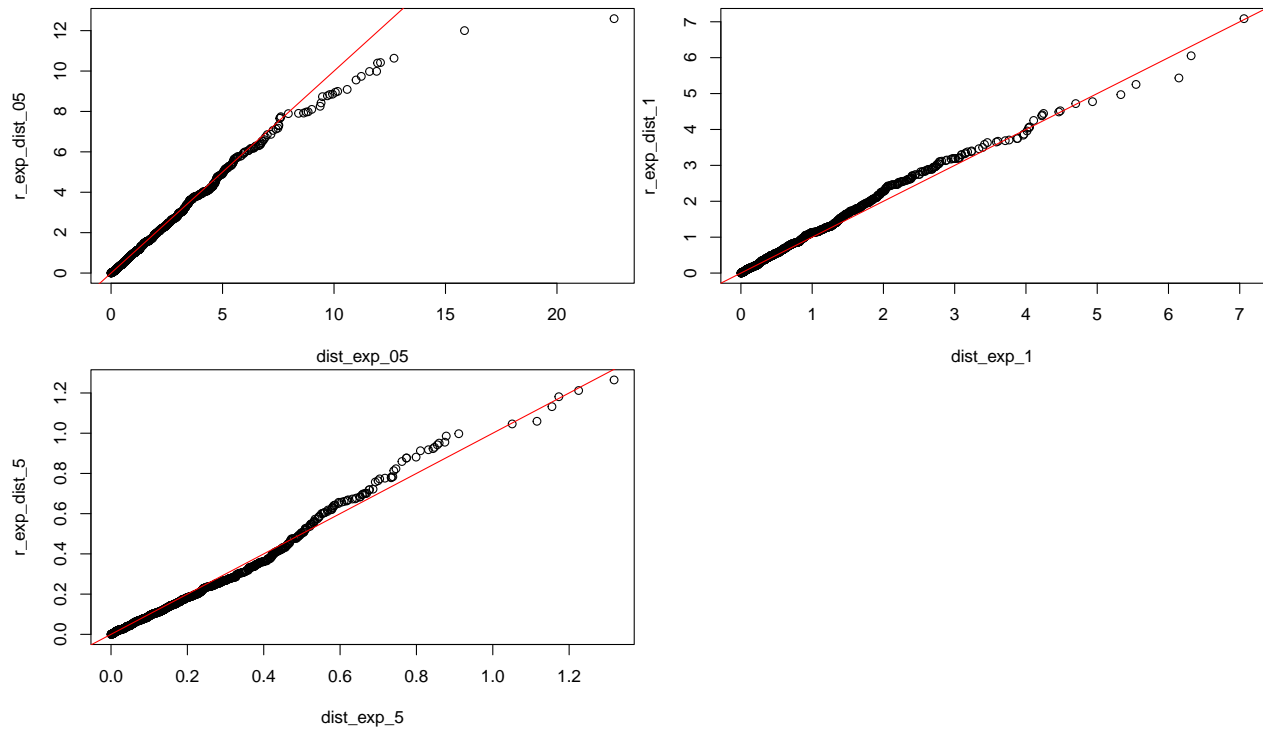 r_exp_dist_05
0 2 4 6 8 10 12
0 5 10 15 20
dist_exp_05
r_exp_dist_1
0 1 2 3 4 5 6 7
0 1 2 3 4 5 6 7
dist_exp_1
r_exp_dist_5
0.0 0.2 0.4 0.6 0.8 1.0 1.2
0.0 0.2 0.4 0.6 0.8 1.0 1.2
dist_exp_5